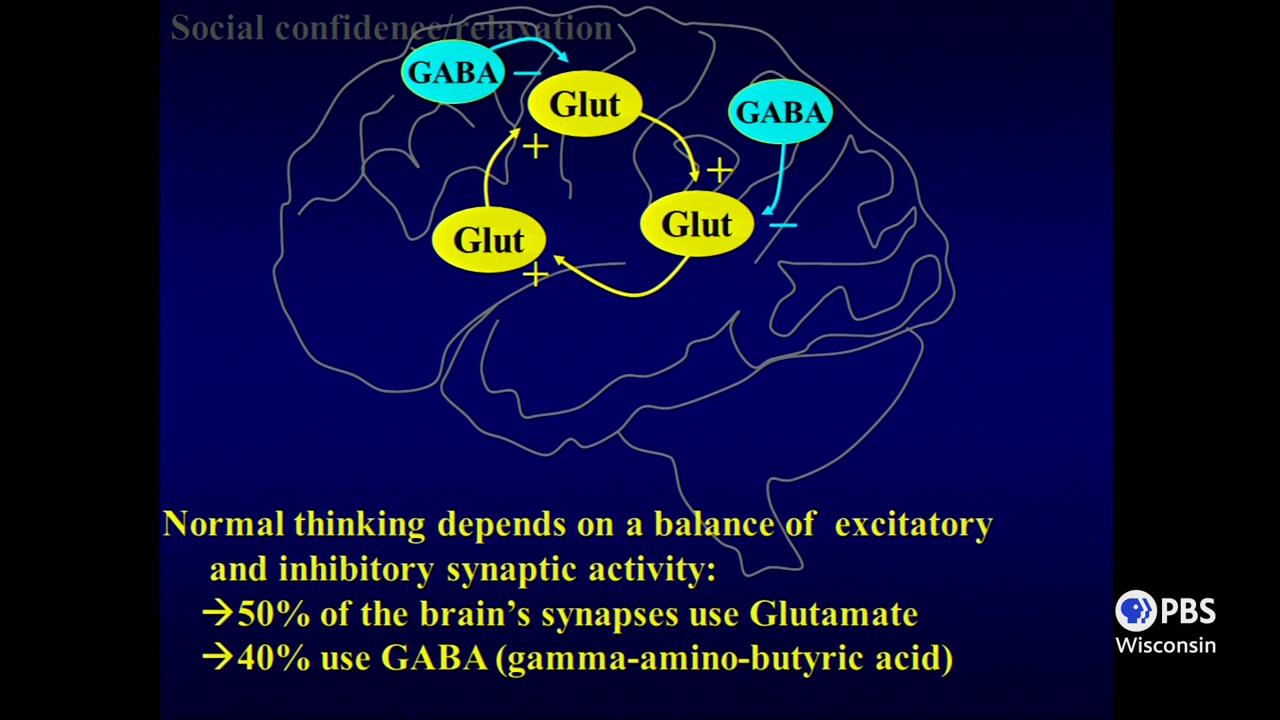 Social confidence/relaxation
GABA
Glut
GABA
Glut
Glut
Normal thinking depends on a balance of excitatory
and inhibitory synaptic activity:
→50% of the brain's synapses use Glutamate
→40% use GABA (gamma-amino-butyric acid)
PBS
Wisconsin